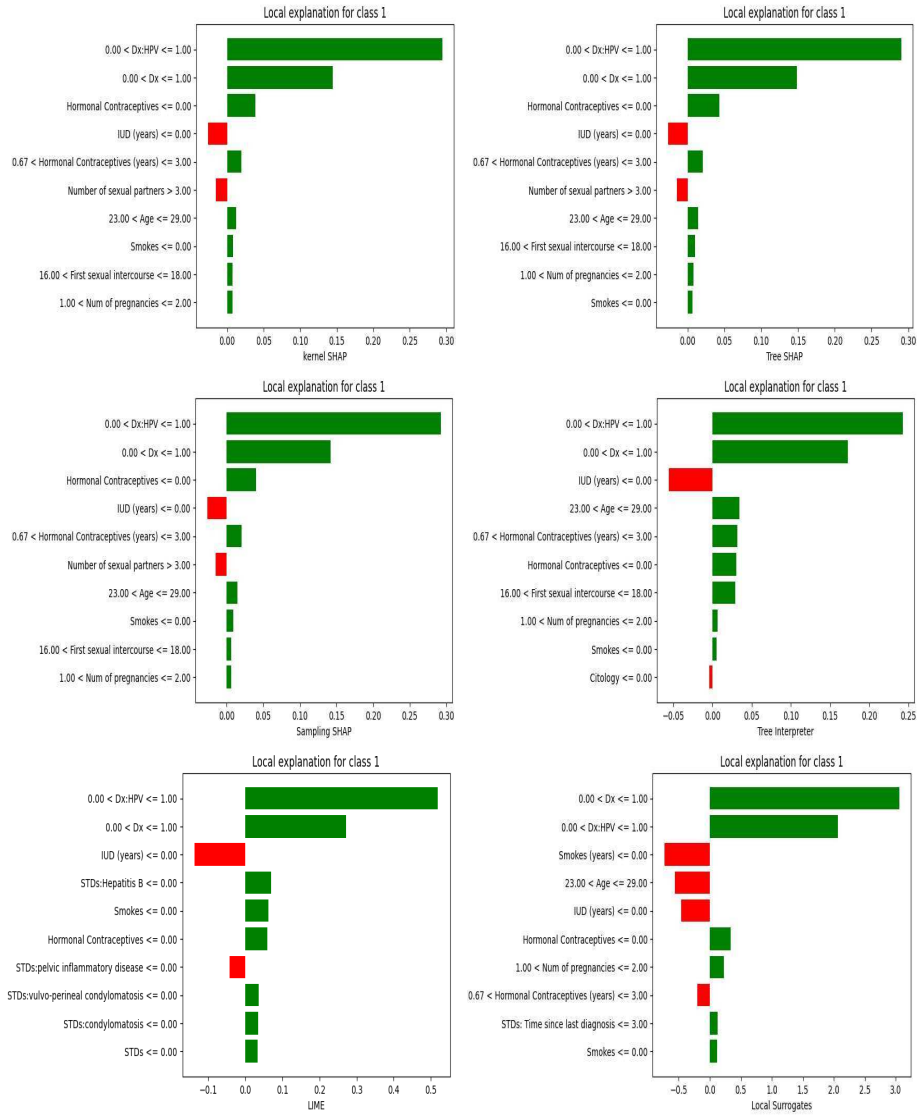 Local explanation for class 1
0.00 < Dx:HPV <= 1.00
0.00 < Dx <= 1.00
Hormonal Contraceptives <= 0.00
IUD (years) <= 0.00
0.67 < Hormonal Contraceptives (years) <= 3.00
Number of sexual partners > 3.00
23.00 < Age <= 29.00
Smokes <= 0.00
16.00 < First sexual intercourse <= 18.00
1.00 < Num of pregnancies <= 2.00
0.00 0.05 0.10 0.15 0.20 0.25 0.30
kernel SHAP
Local explanation for class 1
0.00 < Dx:HPV <= 1.00
0.00 < Dx <= 1.00
Hormonal Contraceptives <= 0.00
IUD (years) <= 0.00
0.67 < Hormonal Contraceptives (years) <= 3.00
Number of sexual partners > 3.00
23.00 < Age <= 29.00
16.00 < First sexual intercourse <= 18.00
1.00 < Num of pregnancies <= 2.00
Smokes <= 0.00
0.00 0.05 0.10 0.15 0.20 0.25 0.30
Tree SHAP
Local explanation for class 1
0.00 < Dx:HPV <= 1.00
0.00 < Dx <= 1.00
Hormonal Contraceptives <= 0.00
IUD (years) <= 0.00
0.67 < Hormonal Contraceptives (years) <= 3.00
Number of sexual partners > 3.00
23.00 < Age <= 29.00
Smokes <= 0.00
16.00 < First sexual intercourse <= 18.00
1.00 < Num of pregnancies <= 2.00
0.00 0.05 0.10 0.15 0.20 0.25 0.30
Sampling SHAP
Local explanation for class 1
0.00 < Dx:HPV <= 1.00
0.00 < Dx <= 1.00
IUD (years) <= 0.00
23.00 < Age <= 29.00
0.67 < Hormonal Contraceptives (years) <= 3.00
Hormonal Contraceptives <= 0.00
16.00 < First sexual intercourse <= 18.00
1.00 < Num of pregnancies <= 2.00
Smokes <= 0.00
Citology <= 0.00
−0.05 0.00 0.05 0.10 0.15 0.20 0.25
Tree Interpreter
Local explanation for class 1
0.00 < Dx:HPV <= 1.00
0.00 < Dx <= 1.00
IUD (years) <= 0.00
STDs:Hepatitis B <= 0.00
Smokes <= 0.00
Hormonal Contraceptives <= 0.00
STDs:pelvic inflammatory disease <= 0.00
STDs:vulvo-perineal condylomatosis <= 0.00
STDs:condylomatosis <= 0.00
STDs <= 0.00
−0.1 0.0 0.1 0.2 0.3 0.4 0.5
LIME
Local explanation for class 1
0.00 < Dx <= 1.00
0.00 < Dx:HPV <= 1.00
Smokes (years) <= 0.00
23.00 < Age <= 29.00
IUD (years) <= 0.00
Hormonal Contraceptives <= 0.00
1.00 < Num of pregnancies <= 2.00
0.67 < Hormonal Contraceptives (years) <= 3.00
STDs: Time since last diagnosis <= 3.00
Smokes <= 0.00
−0.5 0.0 0.5 1.0 1.5 2.0 2.5 3.0
Local Surrogates